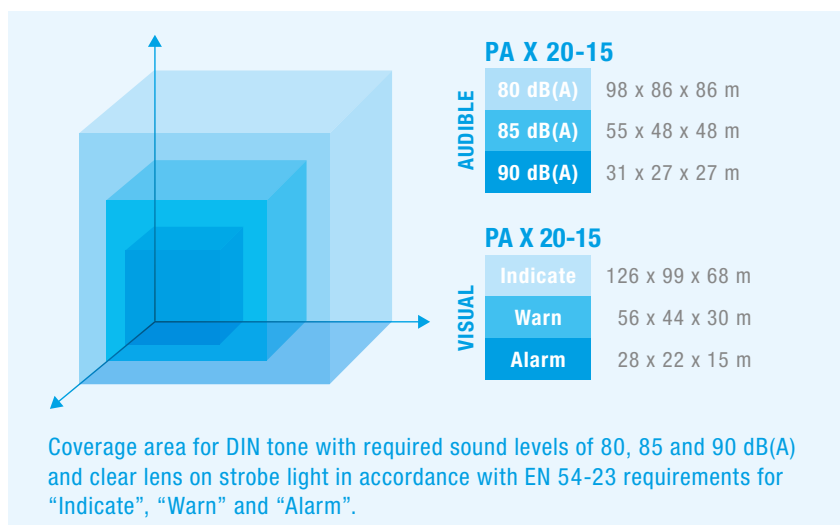 PA X 20-15
AUDIBLE
80 dB(A) 98 x 86 x 86 m
85 dB(A) 55 x 48 x 48 m
90 dB(A) 31 x 27 x 27 m
PA X 20-15
VISUAL
Indicate 126 x 99 x 68 m
Warn 56 x 44 x 30 m
Alarm 28 x 22 x 15 m
Coverage area for DIN tone with required sound levels of 80, 85 and 90 dB(A)
and clear lens on strobe light in accordance with EN 54-23 requirements for
“Indicate”, “Warn” and “Alarm”.